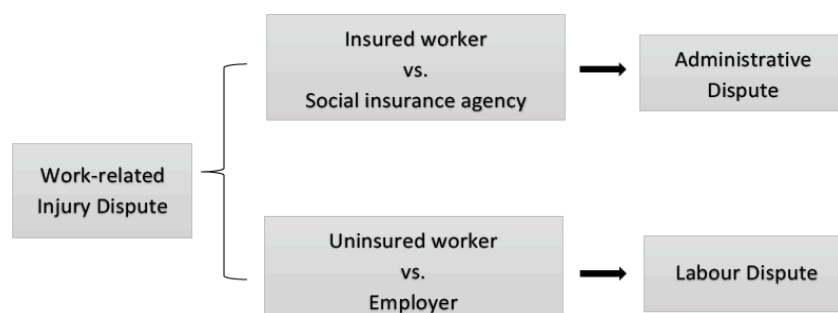 Work-related
Injury Dispute
Insured worker
vs.
Social insurance agency
Administrative
Dispute
Uninsured worker
vs.
Employer
Labour Dispute